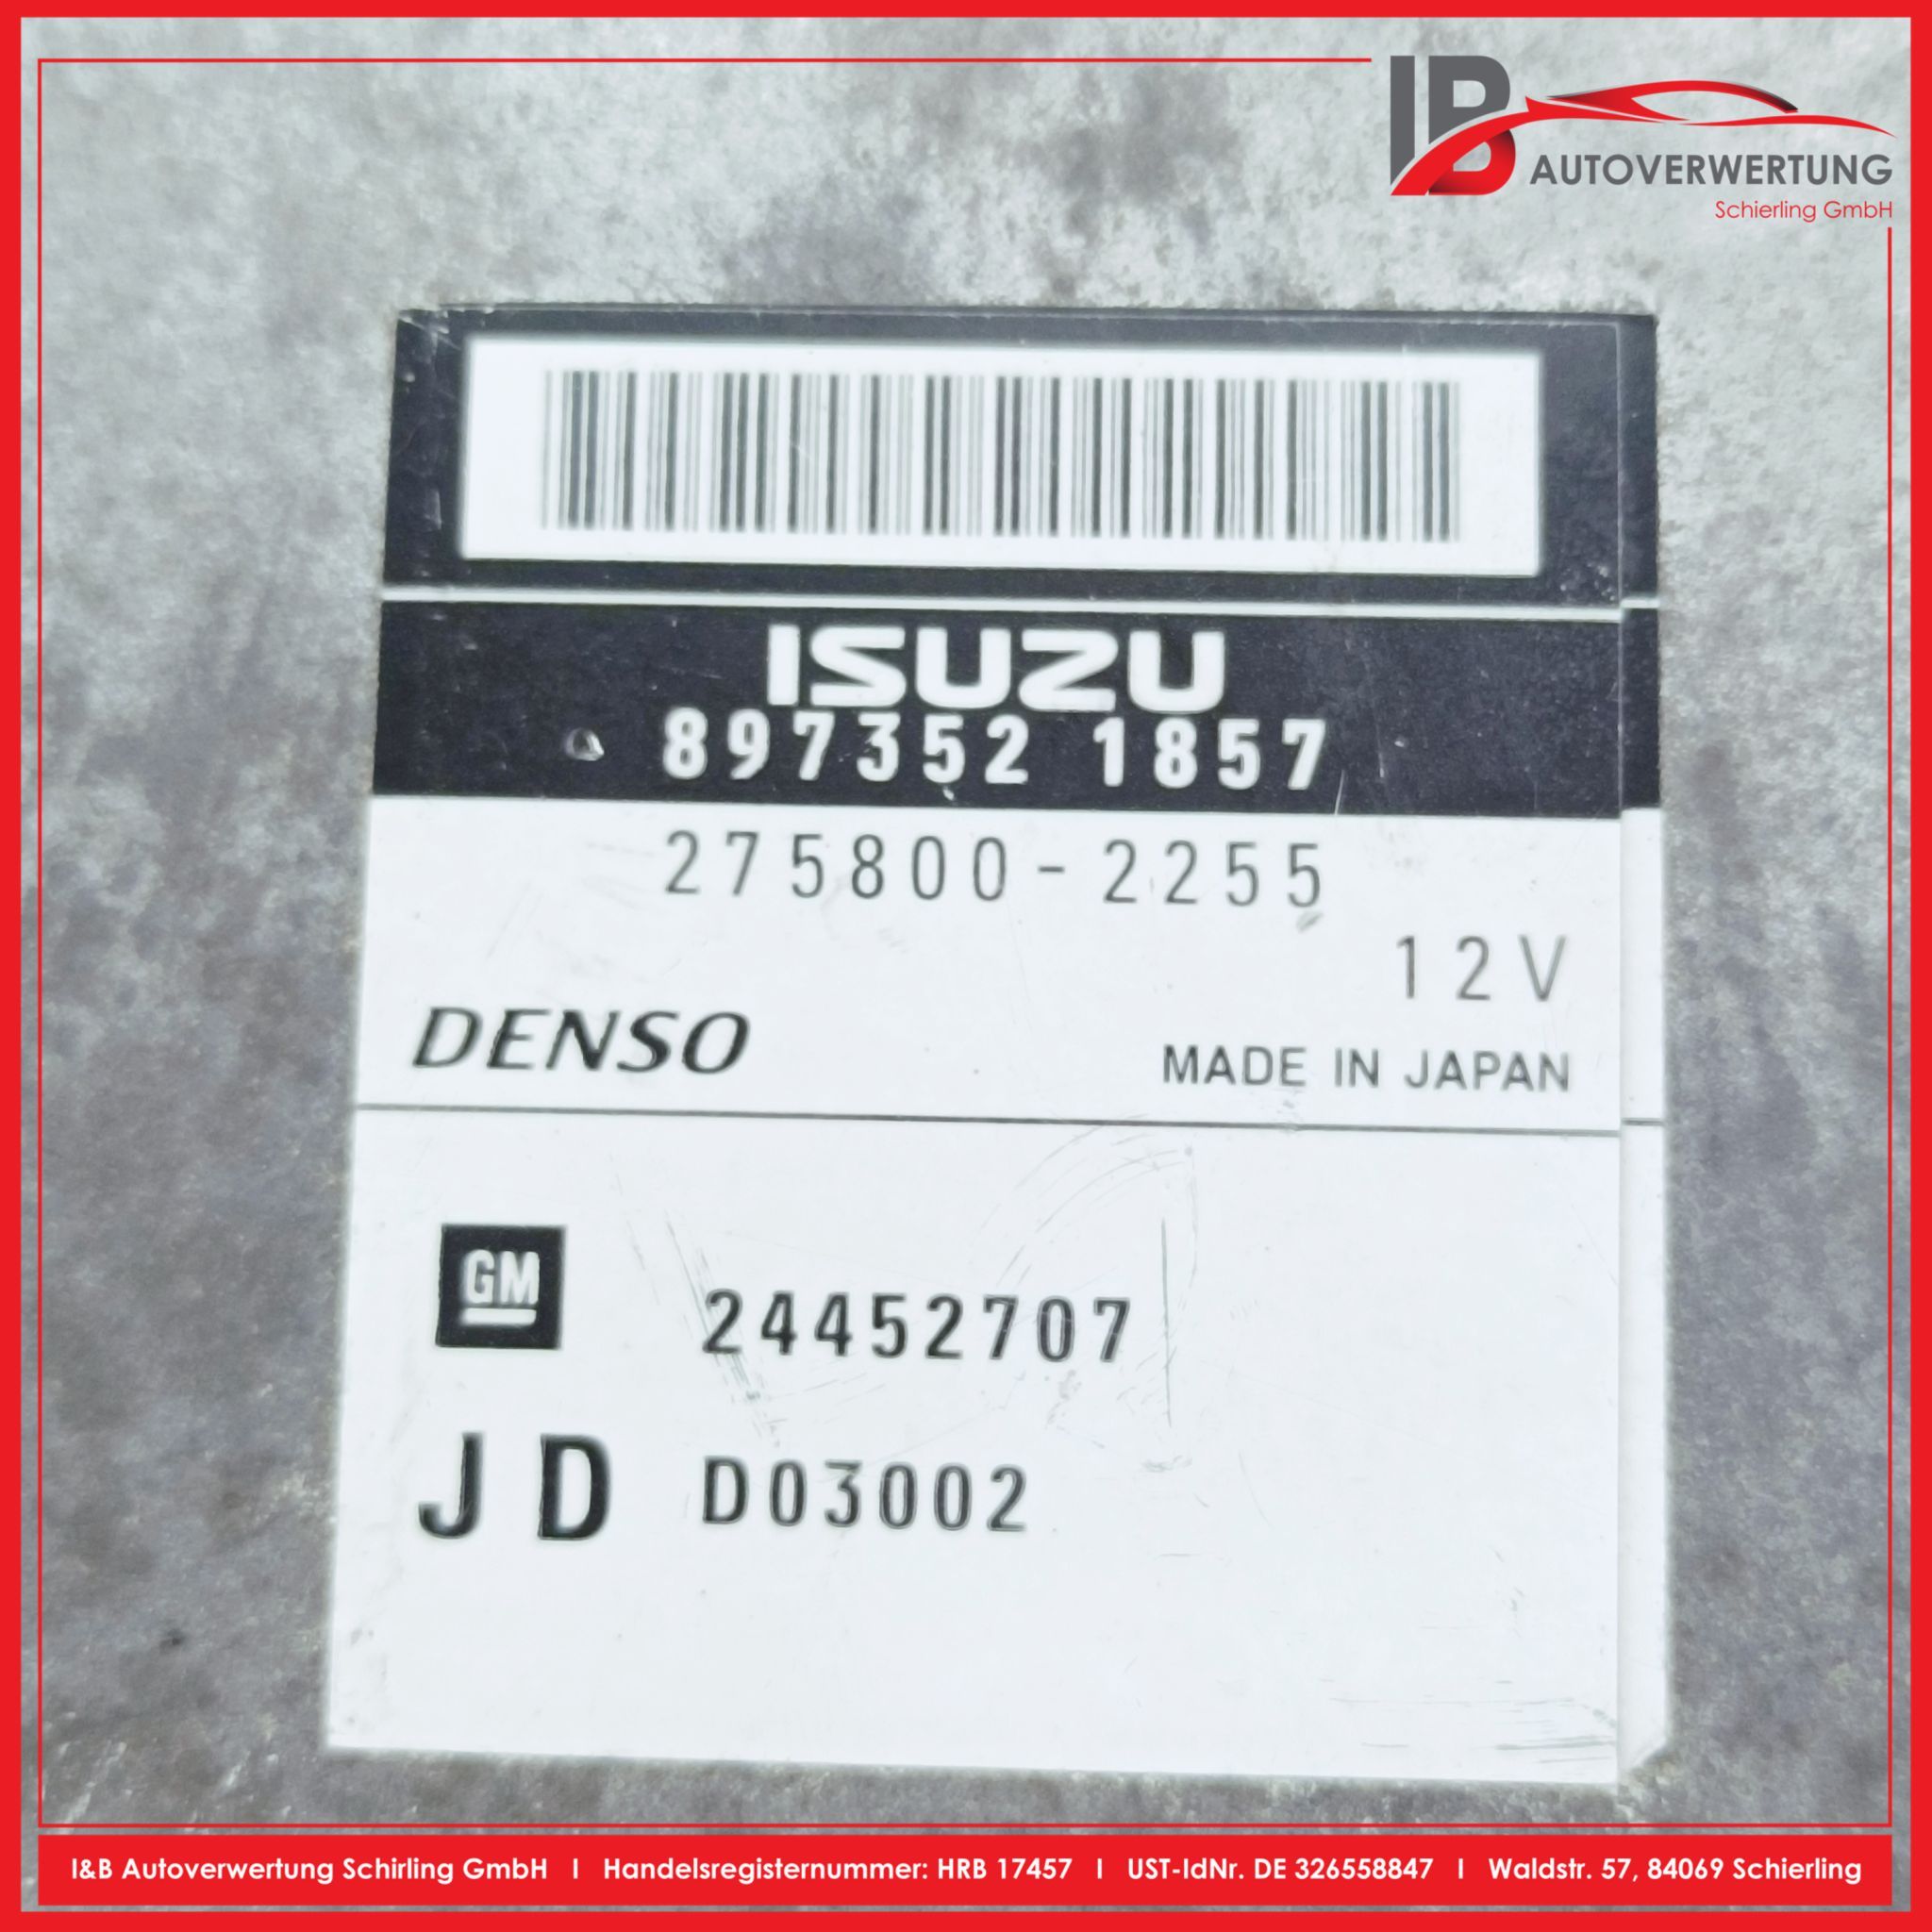 IB
AUTOVERWERTUNG
Schierling GmbH
ISUZU
897352 1857
275800-2255
12V
DENSO
MADE IN JAPAN
GM
24452707
JD D03002
I&B Autoverwertung Schirling GmbH I Handelsregisternummer: HRB 17457 I UST-IdNr. DE 326558847 I Waldstr. 57, 84069 Schierling